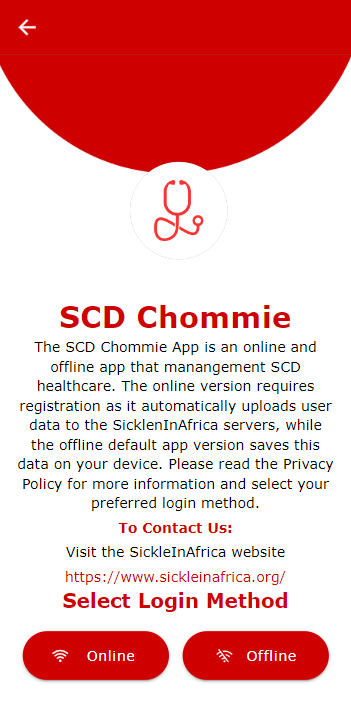 SCD Chommie
The SCD Chommie App is an online and
offline app that manangement SCD
healthcare. The online version requires
registration as it automatically uploads user
data to the SicklenInAfrica servers, while
the offline default app version saves this
data on your device. Please read the Privacy
Policy for more information and select your
preferred login method.
To Contact Us:
Visit the SickleInAfrica website
https://www.sickleinafrica.org/
Select Login Method
Online
Offline